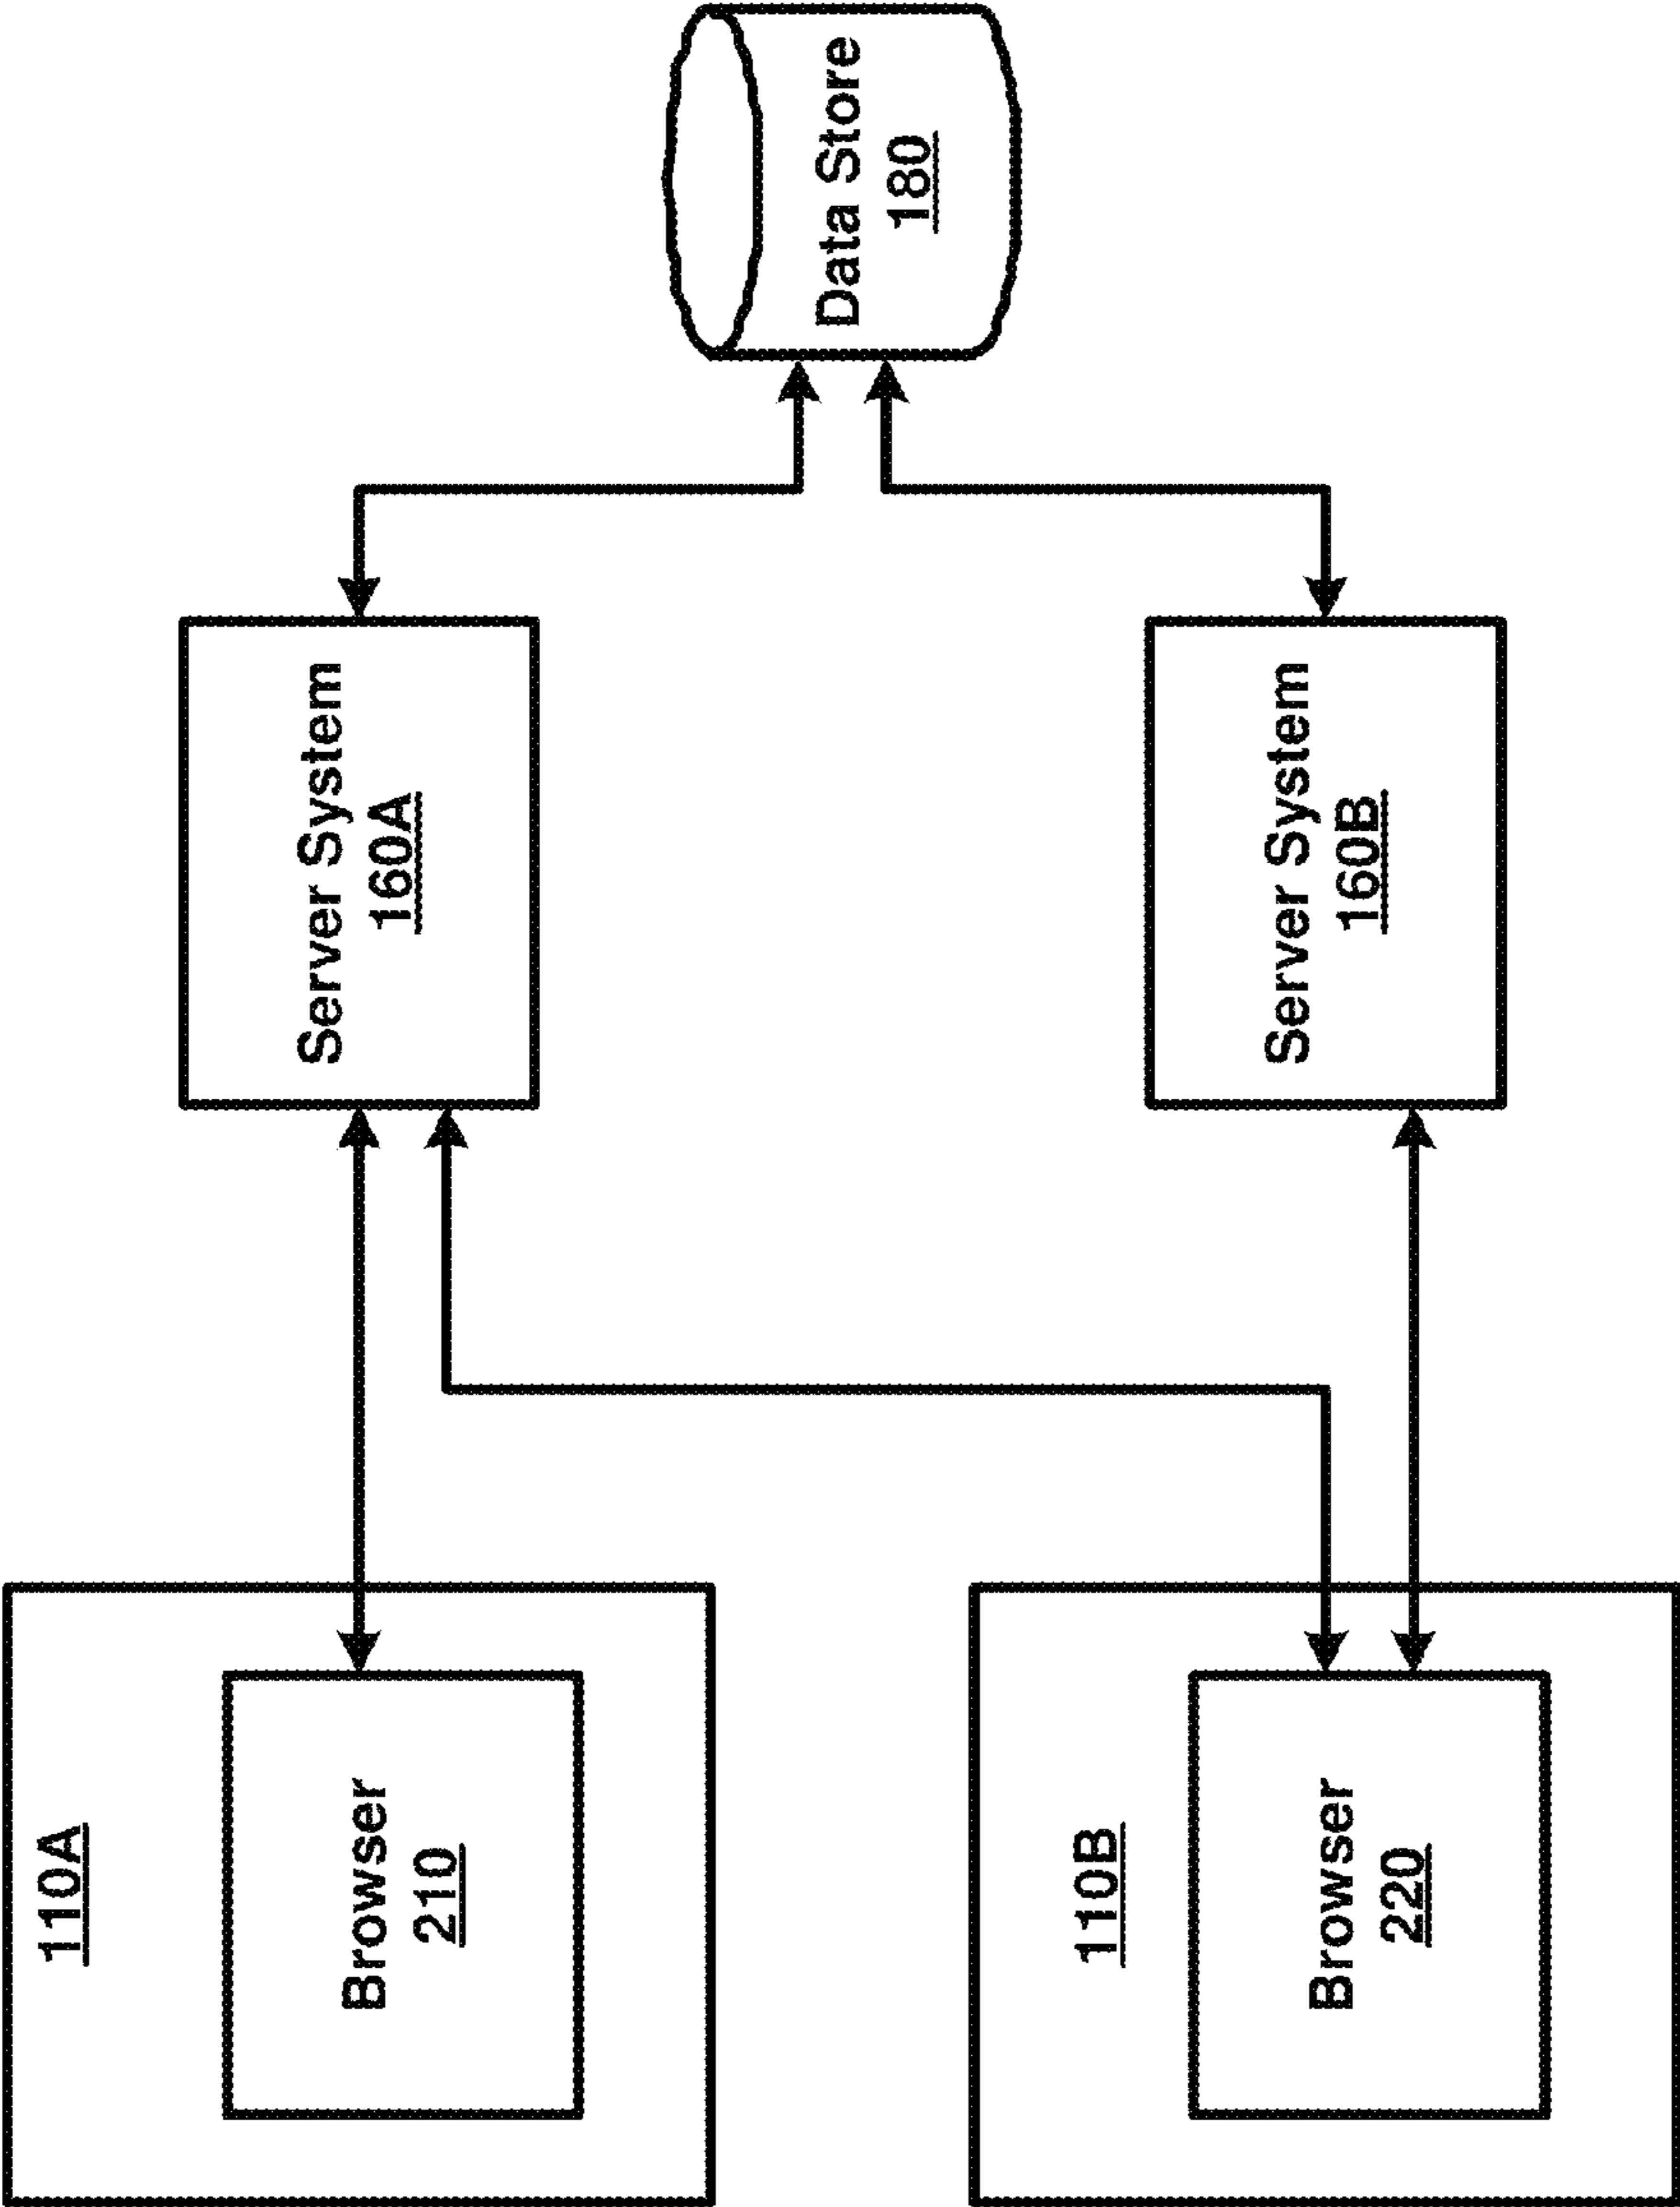 110A
Browser
210
Server System
160A
Data Store
180
110B
Browser
220
Server System
160B